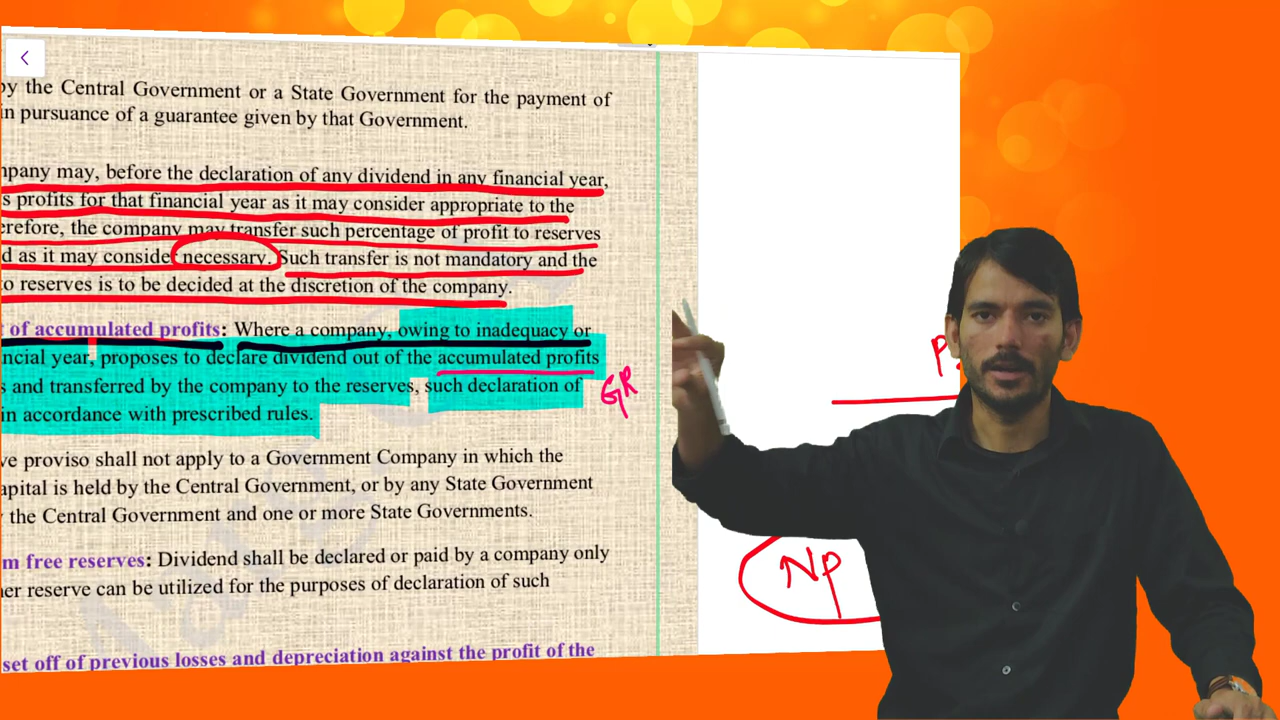 by the Central Government or a State Government for the payment of
in pursuance of a guarantee given by that Government.
may, before the declaration of any dividend in any financial year,
profits for that financial year as it may consider appropriate to the
the company may transfer such percentage of profit to reserves
as it may consider necessary. Such transfer is not mandatory and the
reserves is to be decided at the discretion of the company.
of accumulated profits: Where a company, owing to inadequacy or
year, proposes to declare dividend out of the accumulated profits
and transferred by the company to the reserves, such declaration of
GR
in accordance with prescribed rules.
proviso shall not apply to a Government Company in which the
is held by the Central Government, or by any State Government
the Central Government and one or more State Governments.
free reserves: Dividend shall be declared or paid by a company only
reserve can be utilized for the purposes of declaration of such
set off of previous losses and depreciation against the profit of the
P.
NP